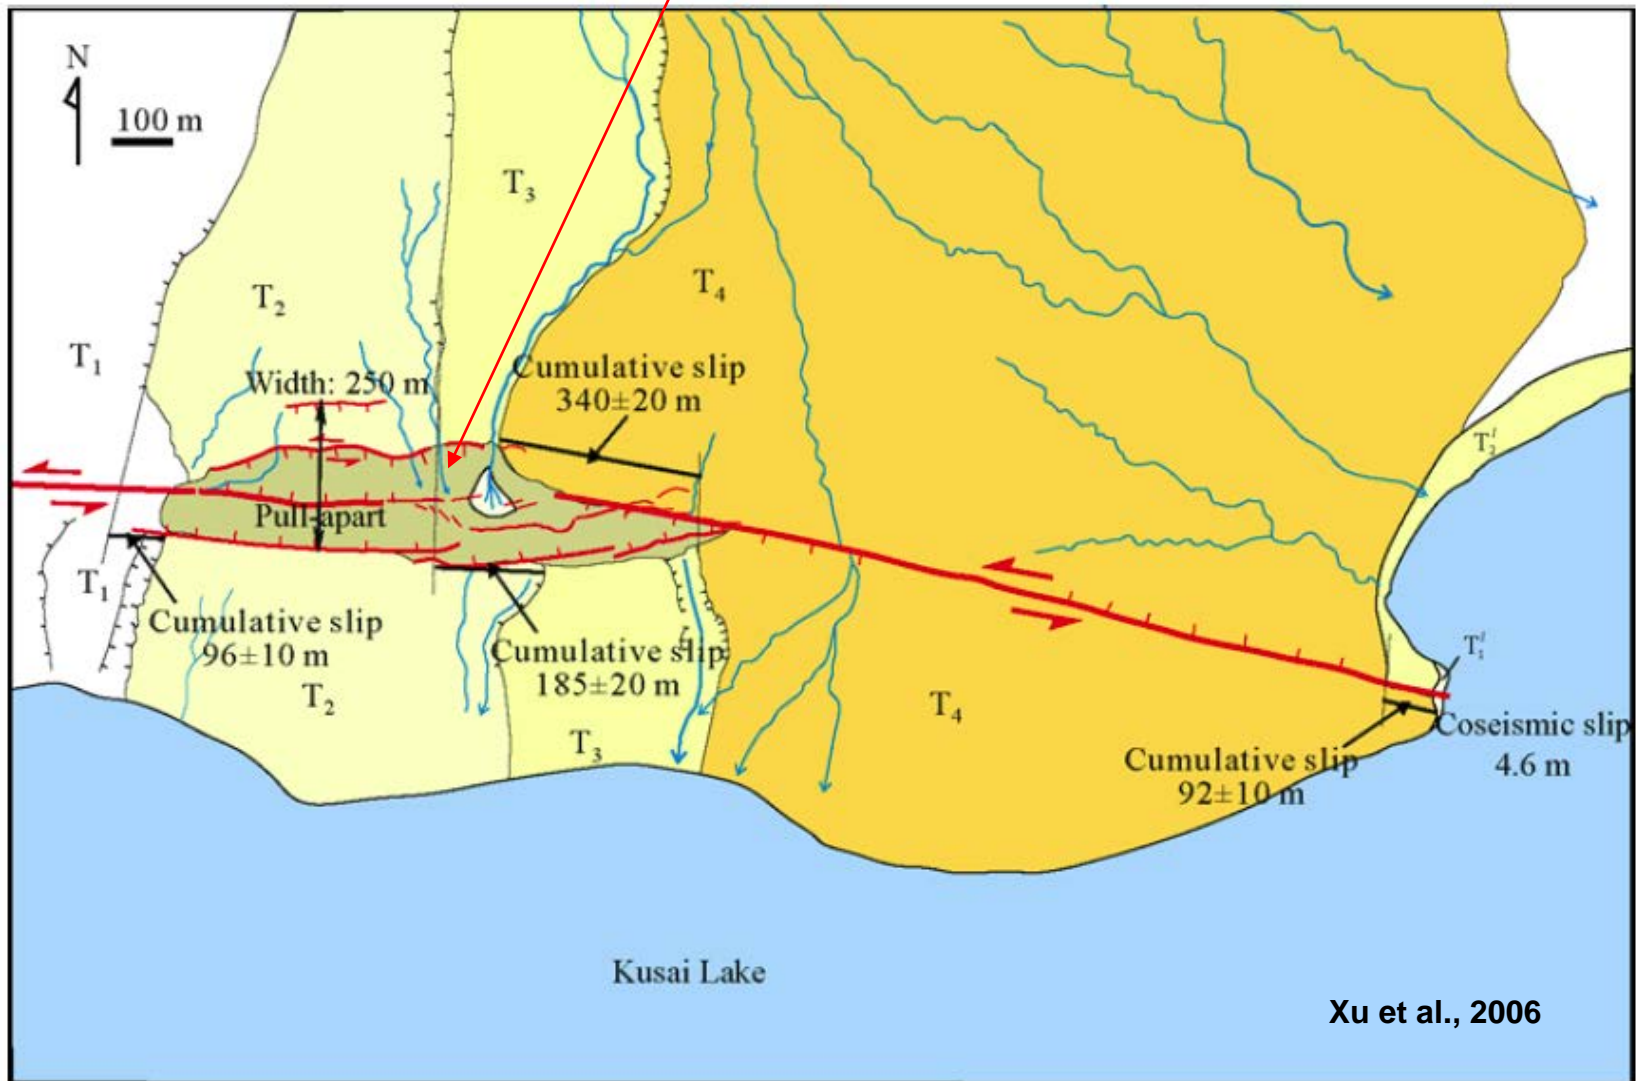 N
100 m
T3
T2
T4
T1
Width: 250 m
Cumulative slip
340±20 m
T2'
Pull-apart
T1
Cumulative slip
96±10 m
Cumulative slip
185±20 m
T1'
T2
T3
T4
Coseismic slip
4.6 m
Cumulative slip
92±10 m
Kusai Lake
Xu et al., 2006